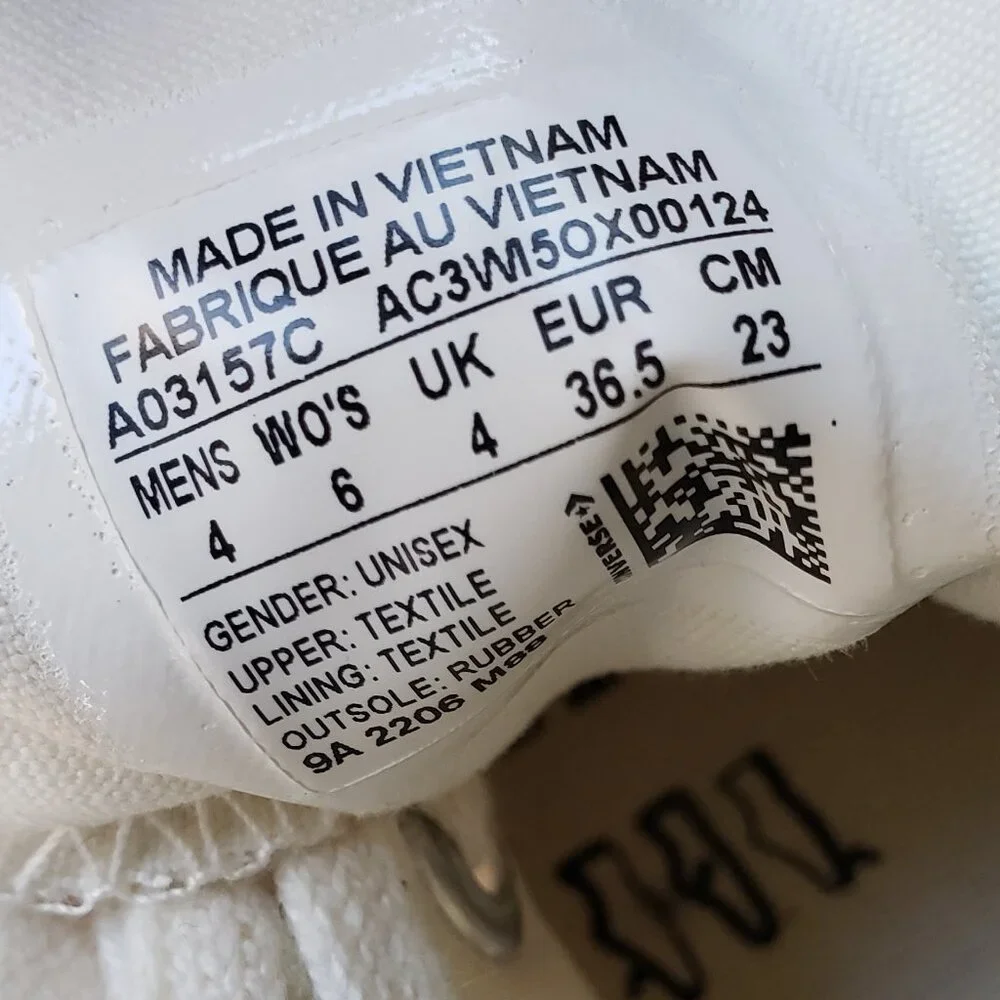 MADE IN VIETNAM
FABRIQUE AU VIETNAM
A03157C AC3WM5OX00124
MENS WO'S UK EUR CM
4 6 4 36.5 23
GENDER: UNISEX
UPPER: TEXTILE
LINING: TEXTILE
OUTSOLE: RUBBER
9A 2206 M88